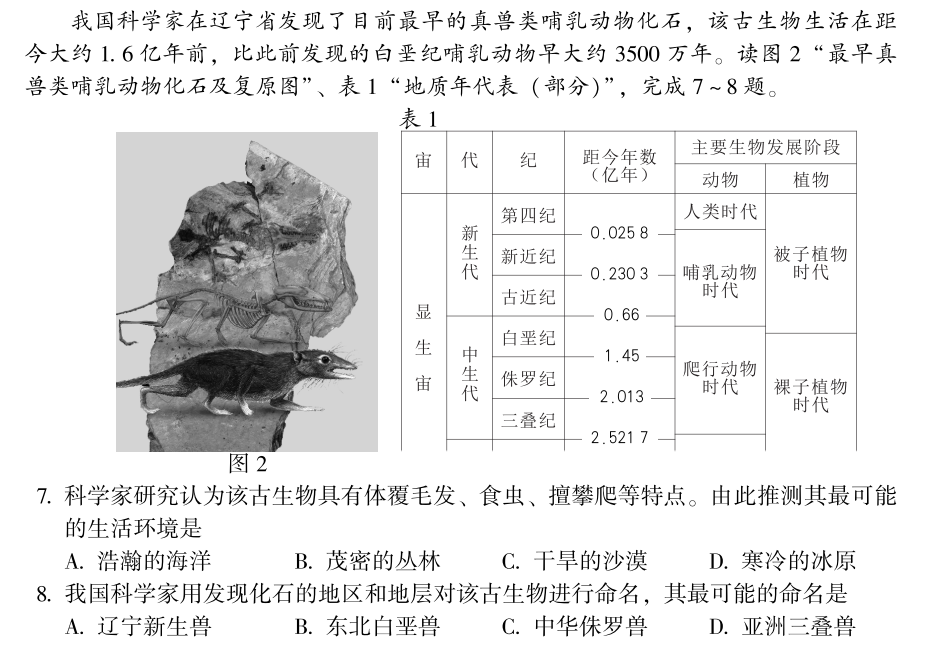 我国科学家在辽宁省发现了目前最早的真兽类哺乳动物化石，该古生物生活在距
今大约 1. 6 亿年前，比此前发现的白垩纪哺乳动物早大约 3500 万年。读图 2 “最早真
兽类哺乳动物化石及复原图”、表 1 “地质年代表（部分）”，完成 7 ~ 8 题。
表 1
宙 代 纪 距今年数（亿年） 主要生物发展阶段
动物 植物
显生宙
新生代
第四纪
0.025 8
新近纪
0.230 3
古近纪
0.66
中生代
白垩纪
1.45
侏罗纪
2.013
三叠纪
2.521 7
人类时代
哺乳动物时代
爬行动物时代
被子植物时代
裸子植物时代
图 2
7. 科学家研究认为该古生物具有体覆毛发、食虫、擅攀爬等特点。由此推测其最可能
的生活环境是
A. 浩瀚的海洋 B. 茂密的丛林 C. 干旱的沙漠 D. 寒冷的冰原
8. 我国科学家用发现化石的地区和地层对该古生物进行命名，其最可能的命名是
A. 辽宁新生兽 B. 东北白垩兽 C. 中华侏罗兽 D. 亚洲三叠兽